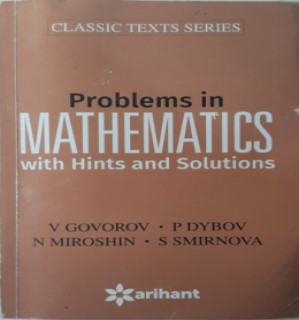 CLASSIC TEXTS SERIES
Problems in
MATHEMATICS
with Hints and Solutions
V GOVOROV · P DYBOV
N MIROSHIN · S SMIRNOVA
arihant